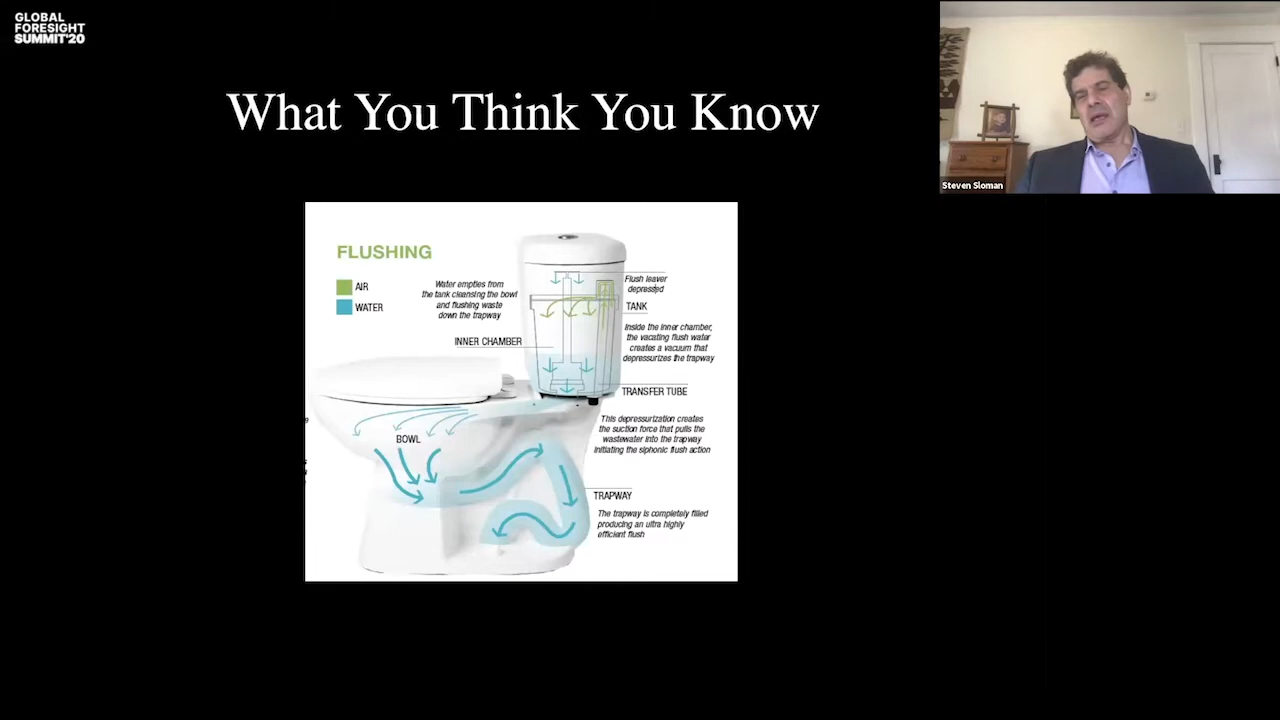 GLOBAL
FORESIGHT
SUMMIT'20
What You Think You Know
Steven Sloman
FLUSHING
AIR
WATER
Water empties from
the tank cleansing the bowl
and flushing waste
down the trapway
INNER CHAMBER
Flush leaver
depressed
TANK
Inside the inner chamber,
the vacating flush water
creates a vacuum that
depressurizes the trapway
TRANSFER TUBE
This depressurization creates
the suction force that pulls the
wastewater into the trapway
initiating the siphonic flush action
BOWL
TRAPWAY
The trapway is completely filled
producing an ultra highly
efficient flush